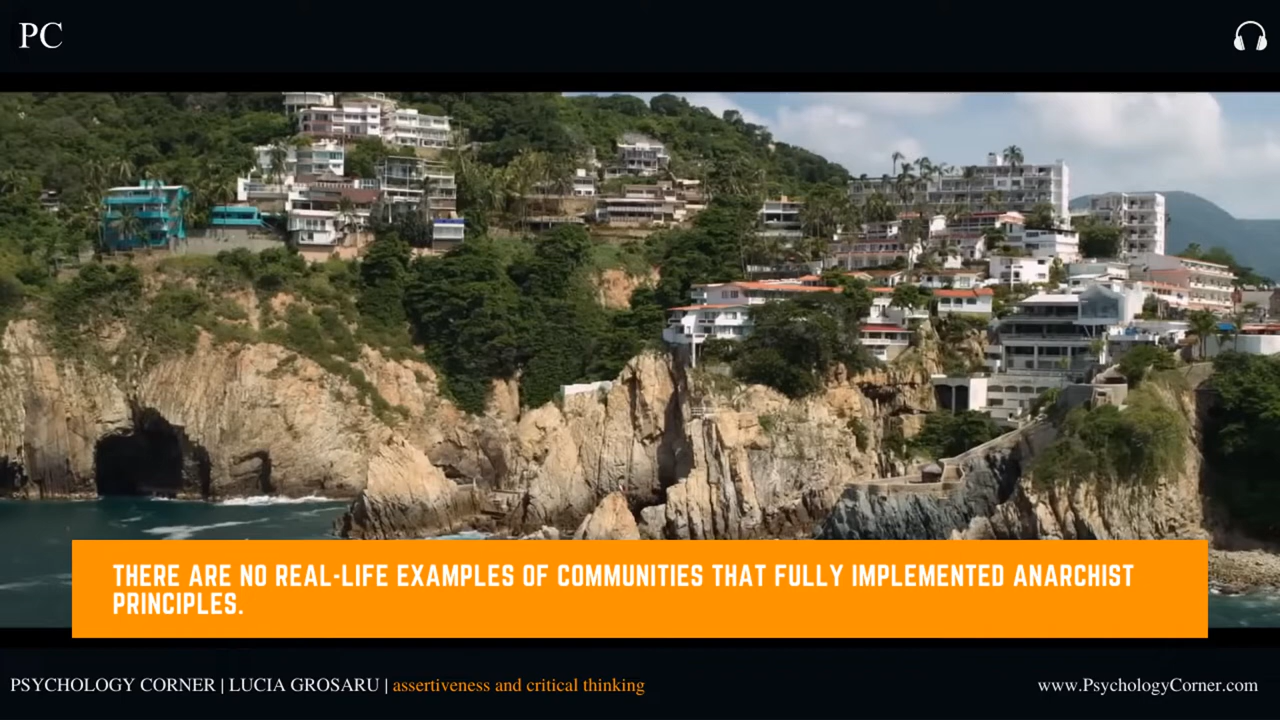 PC
THERE ARE NO REAL-LIFE EXAMPLES OF COMMUNITIES THAT FULLY IMPLEMENTED ANARCHIST
PRINCIPLES.
PSYCHOLOGY CORNER | LUCIA GROSARU | assertiveness and critical thinking
www.PsychologyCorner.com